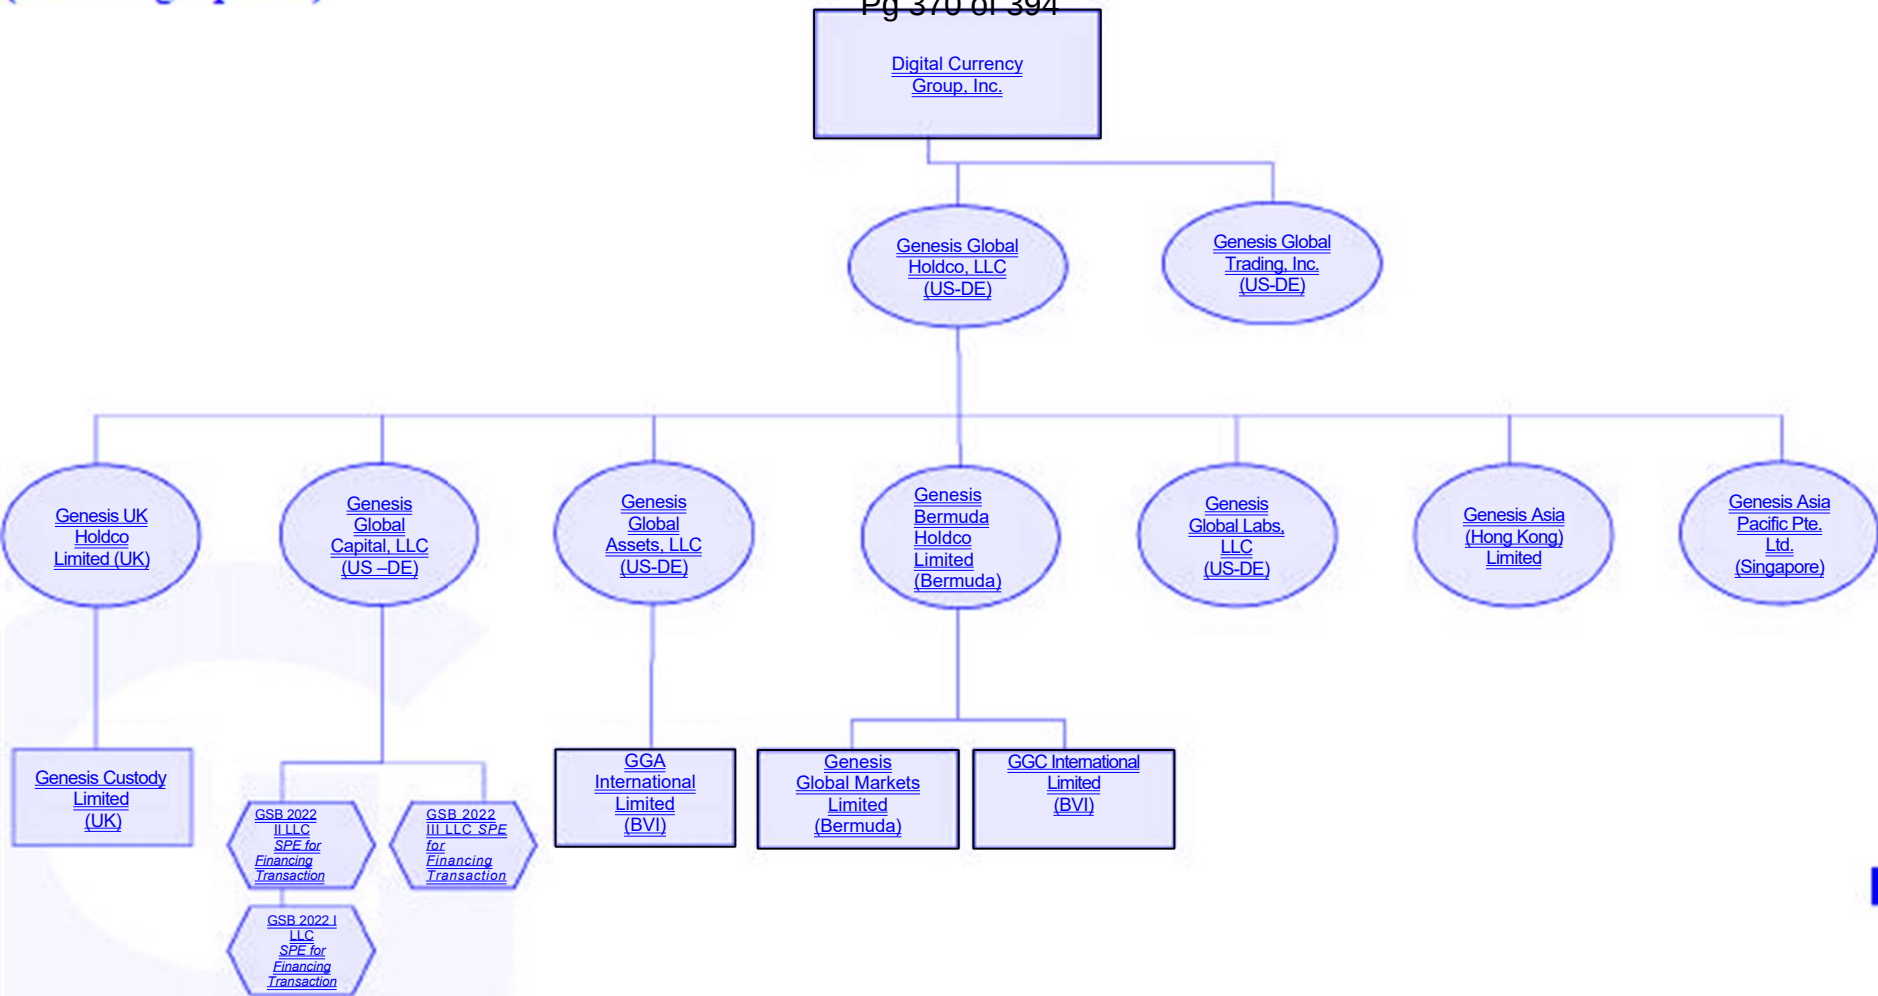 Pg 370 of 394
Digital Currency
Group, Inc.
Genesis Global
Holdco, LLC
(US-DE)
Genesis Global
Trading, Inc.
(US-DE)
Genesis UK
Holdco
Limited (UK)
Genesis
Global
Capital, LLC
(US –DE)
Genesis
Global
Assets, LLC
(US-DE)
Genesis
Bermuda
Holdco
Limited
(Bermuda)
Genesis
Global Labs,
LLC
(US-DE)
Genesis Asia
(Hong Kong)
Limited
Genesis Asia
Pacific Pte.
Ltd.
(Singapore)
Genesis Custody
Limited
(UK)
GSB 2022
II LLC
SPE for
Financing
Transaction
GSB 2022
III LLC SPE
for
Financing
Transaction
GGA
International
Limited
(BVI)
Genesis
Global Markets
Limited
(Bermuda)
GGC International
Limited
(BVI)
GSB 2022 I
LLC
SPE for
Financing
Transaction